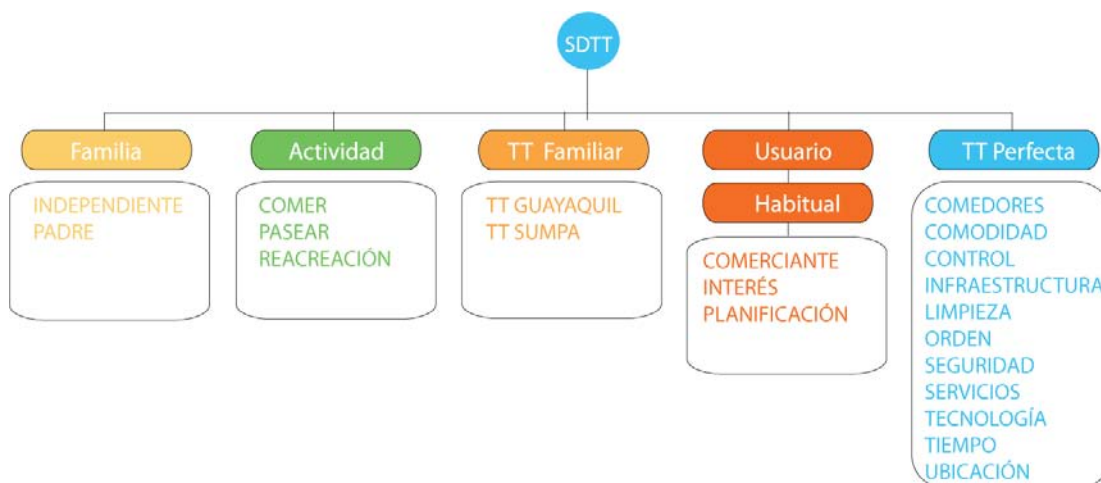 SDTT
Familia
INDEPENDIENTE
PADRE
Actividad
COMER
PASEAR
REACREACIÓN
TT Familiar
TT GUAYAQUIL
TT SUMPA
Usuario
Habitual
COMERCIANTE
INTERÉS
PLANIFICACIÓN
TT Perfecta
COMEDORES
COMODIDAD
CONTROL
INFRAESTRUCTURA
LIMPIEZA
ORDEN
SEGURIDAD
SERVICIOS
TECNOLOGÍA
TIEMPO
UBICACIÓN